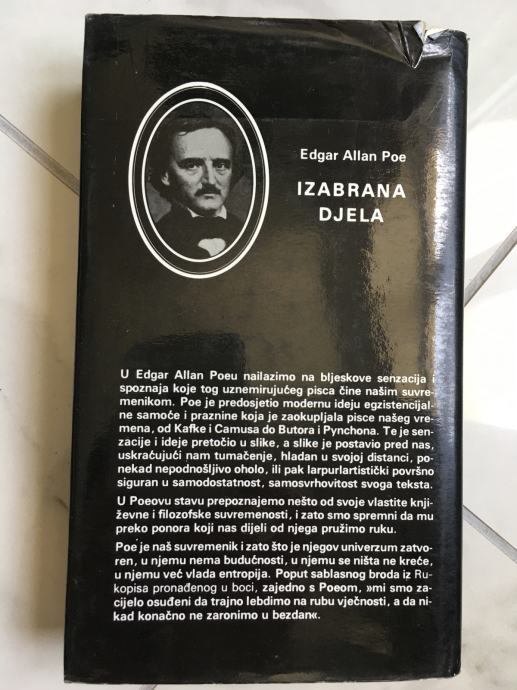 Edgar Allan Poe
IZABRANA
DJELA
U Edgar Allan Poeu nailazimo na bljeskove senzacija i
spoznaja koje tog uznemirujućeg pisca čine našim suvre-
menikom. Poe je predosjetio modernu ideju egzistencijal-
ne samoće i praznine koja je zaokupljala pisce našeg vre-
mena, od Kafke i Camusa do Butora i Pynchona. Te je sen-
zacije i ideje pretočio u slike, a slike je postavio pred nas,
uskraćujući nam tumačenje, hladan u svojoj distanci, po-
nekad nepodnošljivo oholo, ili pak larpurlartistički površno
siguran u samodostatnost, samosvrhovitost svoga teksta.
U Poeovu stavu prepoznajemo nešto od svoje vlastite knji-
ževne i filozofske suvremenosti, i zato smo spremni da mu
preko ponora koji nas dijeli od njega pružimo ruku.
Poe je naš suvremenik i zato što je njegov univerzum zatvo-
ren, u njemu nema budućnosti, u njemu se ništa ne kreće,
u njemu već vlada entropija. Poput sablasnog broda iz Ru-
kopisa pronađenog u boci, zajedno s Poeom, »mi smo za-
cijelo osuđeni da trajno lebdimo na rubu vječnosti, a da ni-
kad konačno ne zaronimo u bezdan«.